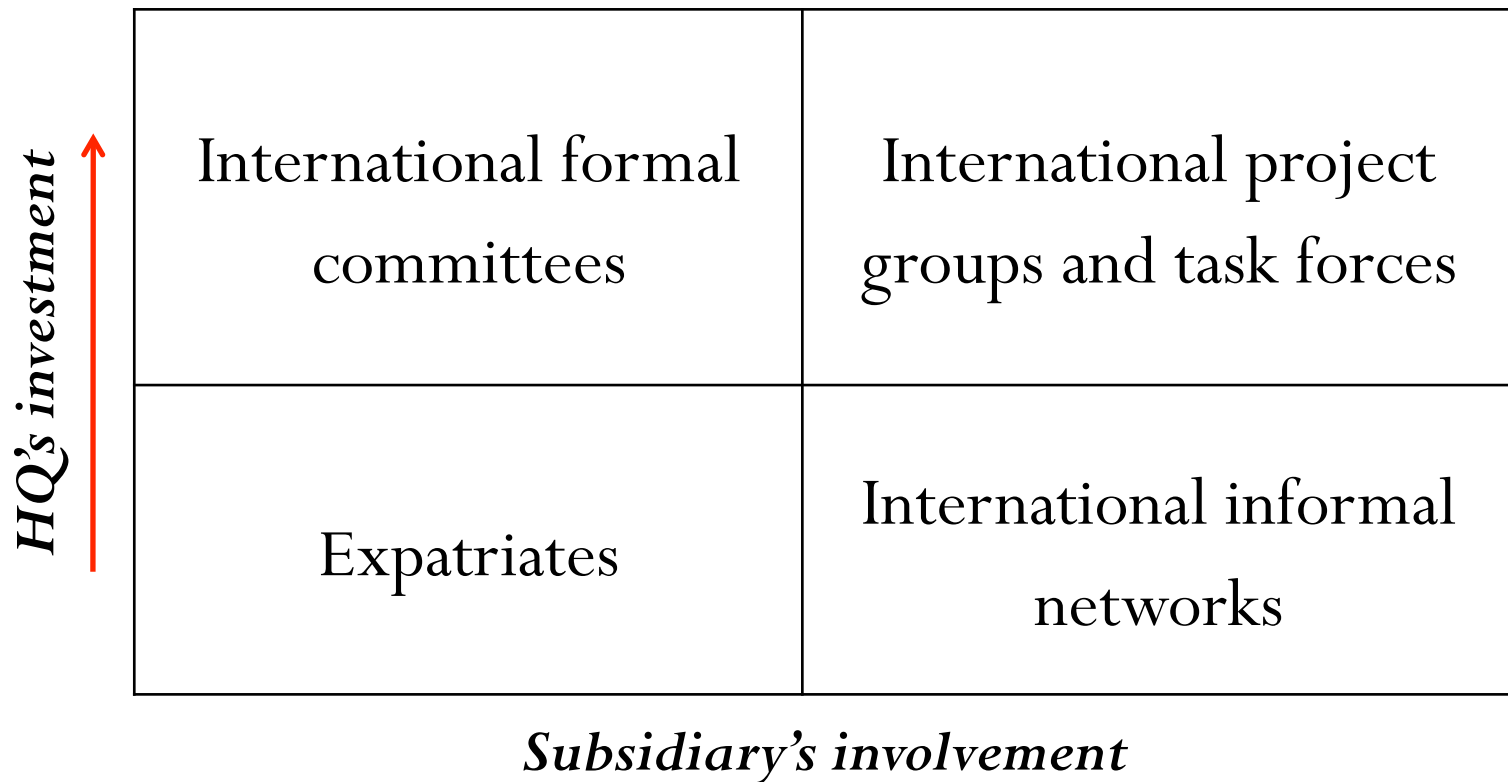 HQ's investment
International formal
committees
International project
groups and task forces
Expatriates
International informal
networks
Subsidiary's involvement